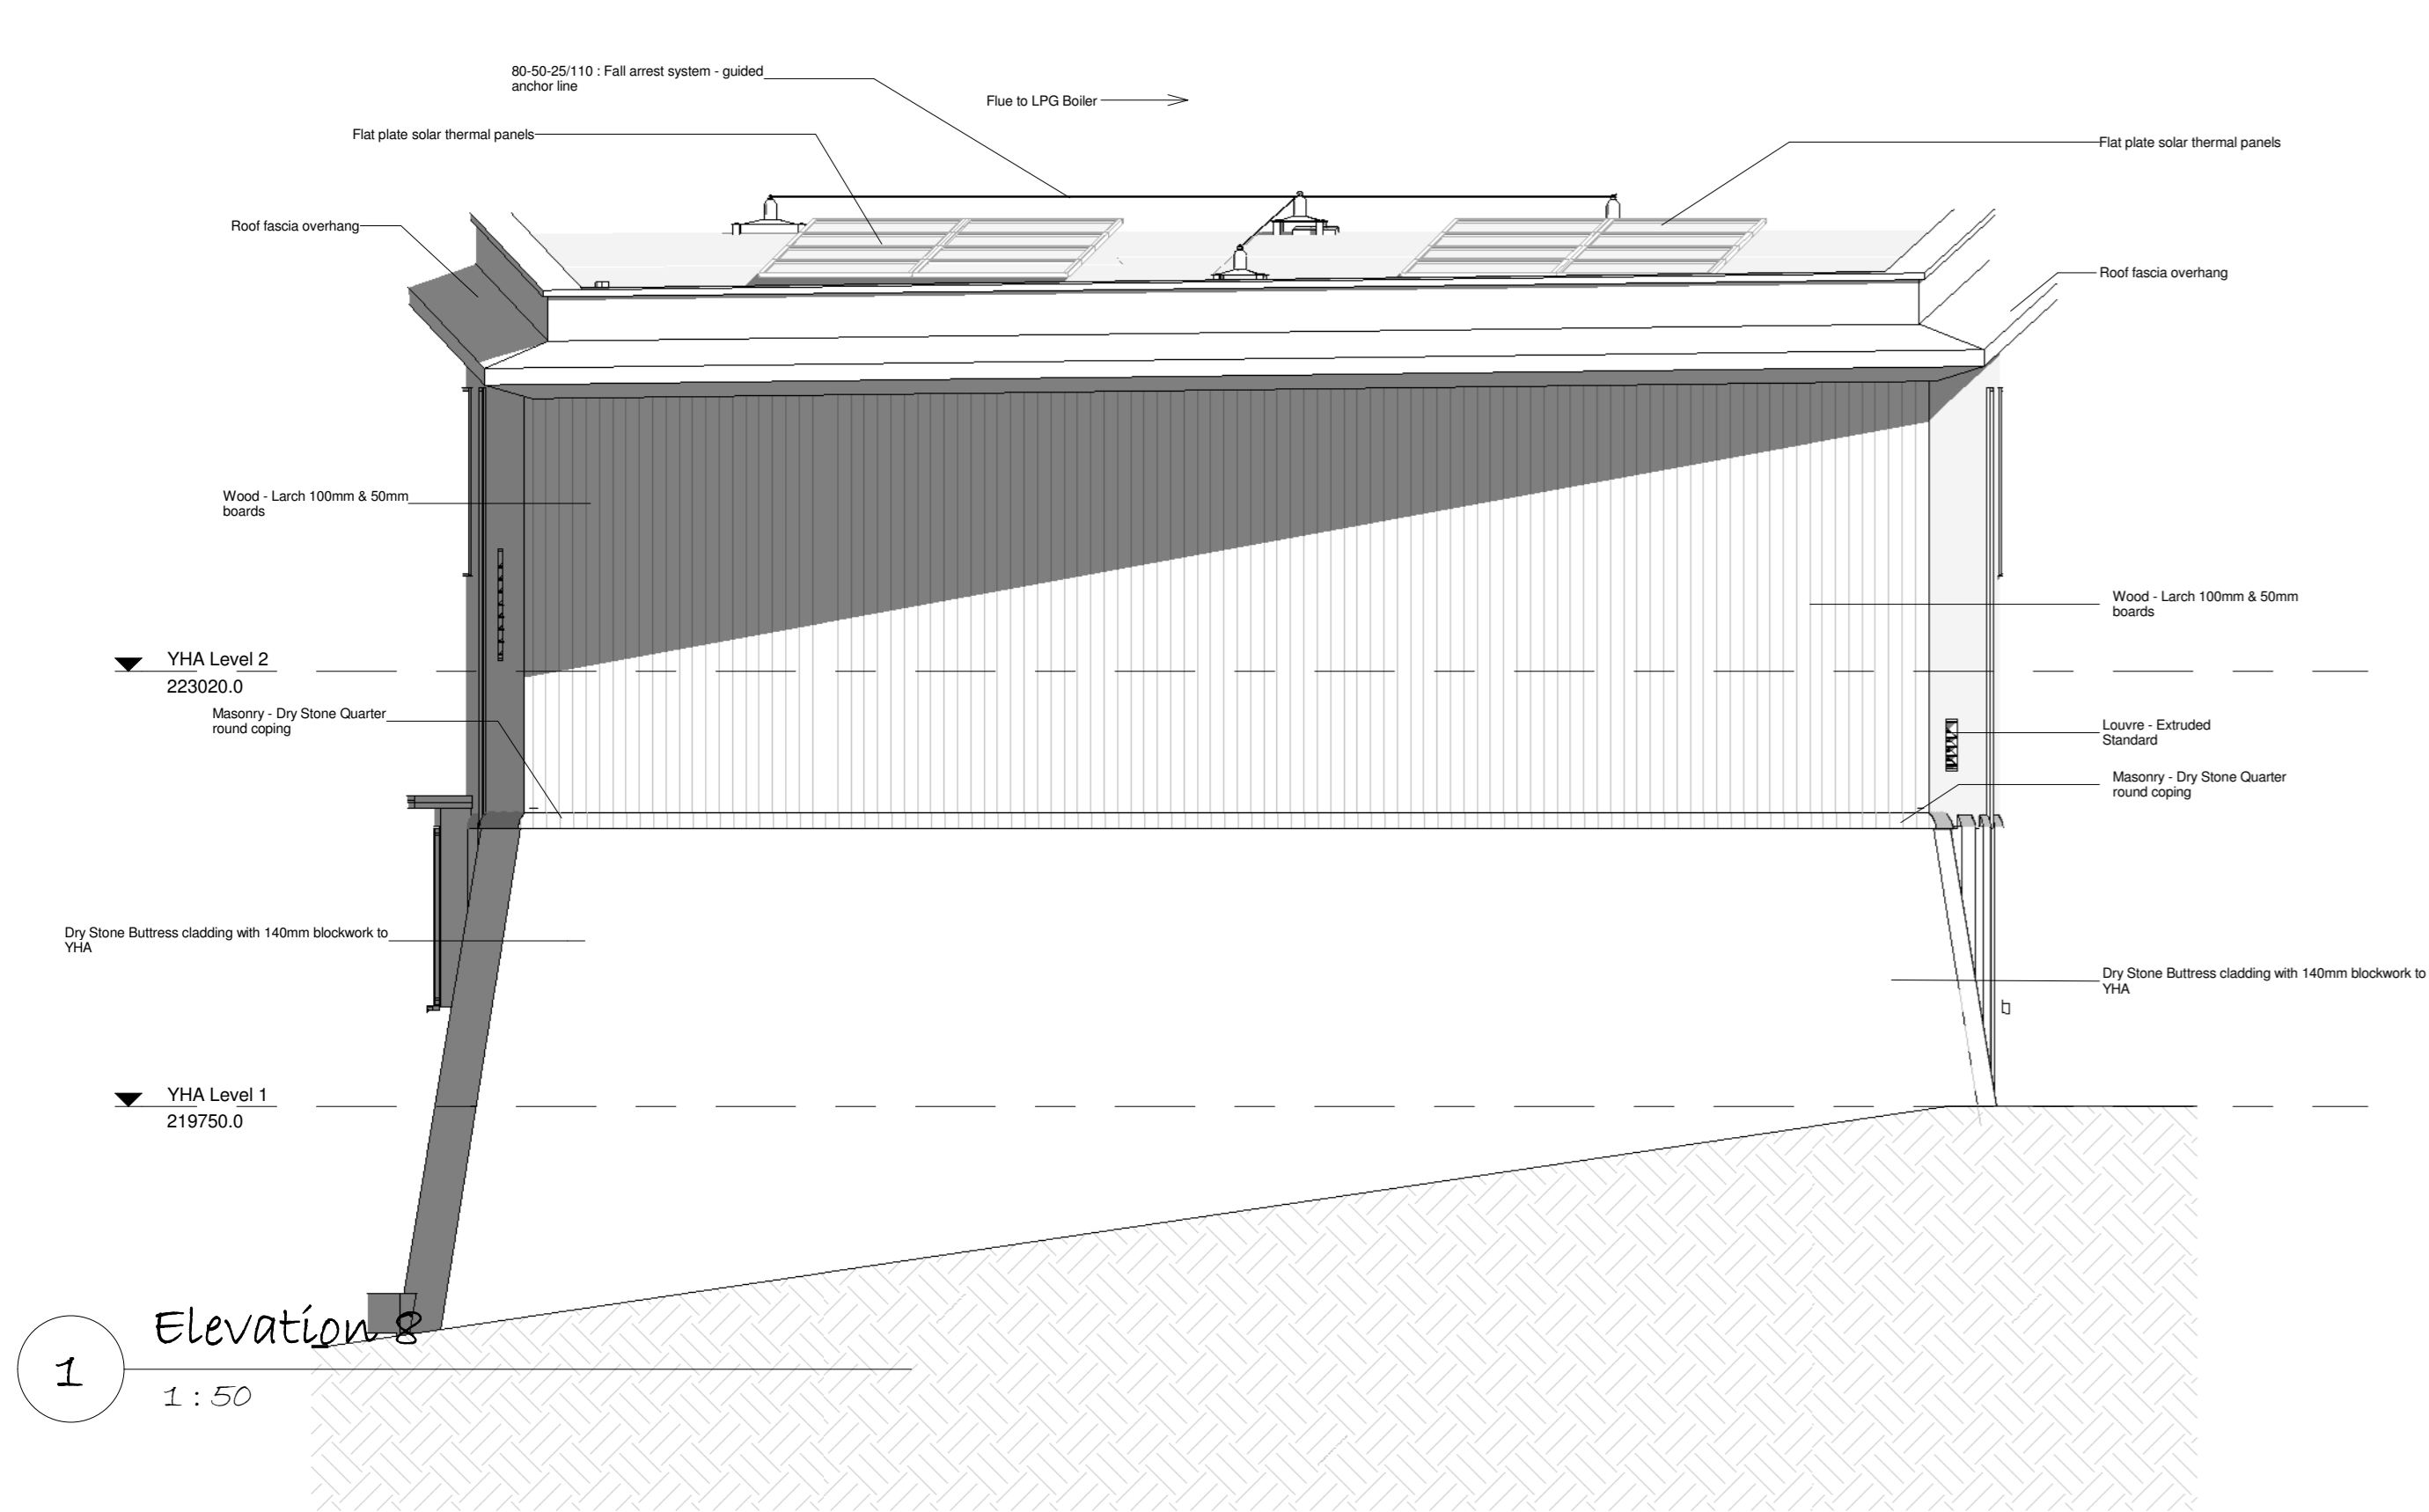 80-50-25/110 : Fall arrest system - guided
anchor line
Flue to LPG Boiler
Flat plate solar thermal panels
Flat plate solar thermal panels
Roof fascia overhang
Roof fascia overhang
Wood - Larch 100mm & 50mm
boards
Wood - Larch 100mm & 50mm
boards
YHA Level 2
223020.0
Masonry - Dry Stone Quarter
round coping
Louvre - Extruded
Standard
Masonry - Dry Stone Quarter
round coping
Dry Stone Buttress cladding with 140mm blockwork to
YHA
Dry Stone Buttress cladding with 140mm blockwork to
YHA
YHA Level 1
219750.0
Elevation 8
1
1 : 50